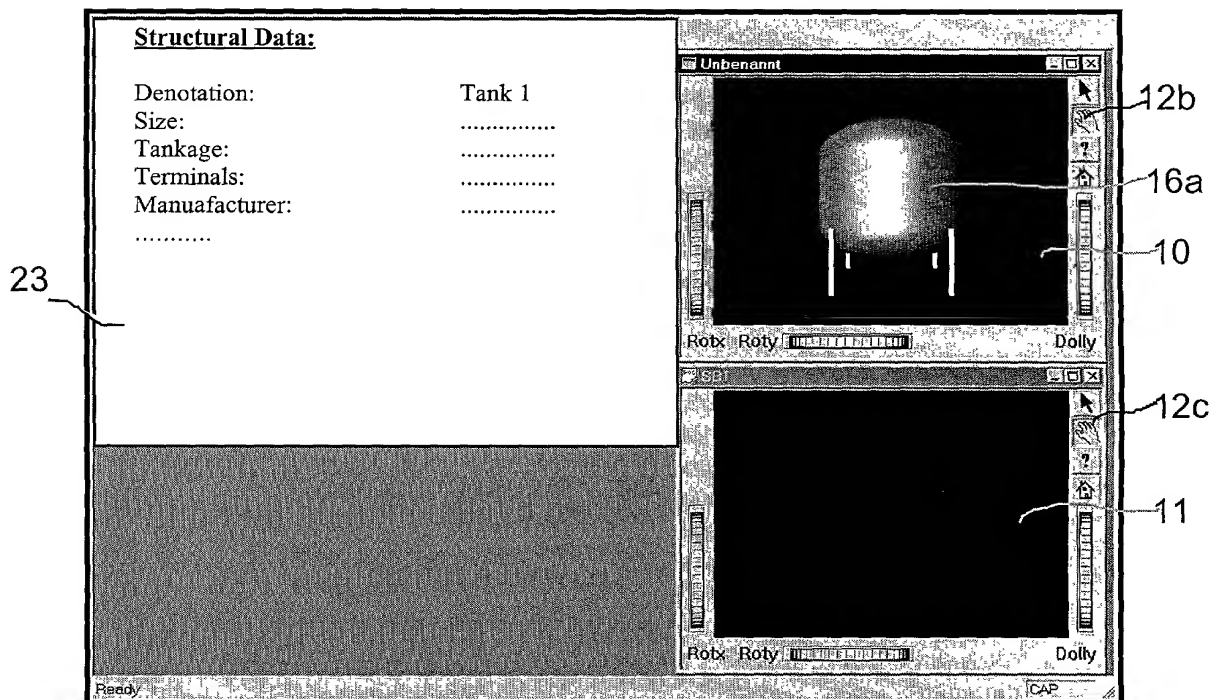 Structural Data:
Denotation: Tank 1
Size: ..............
Tankage: ..............
Terminals: ..............
Manuafacturer: ..............
...........
23
Unbenannt
12b
?
16a
10
Rotx Roty Dolly
SBf
12c
?
11
Rotx Roty Dolly
Ready CAP